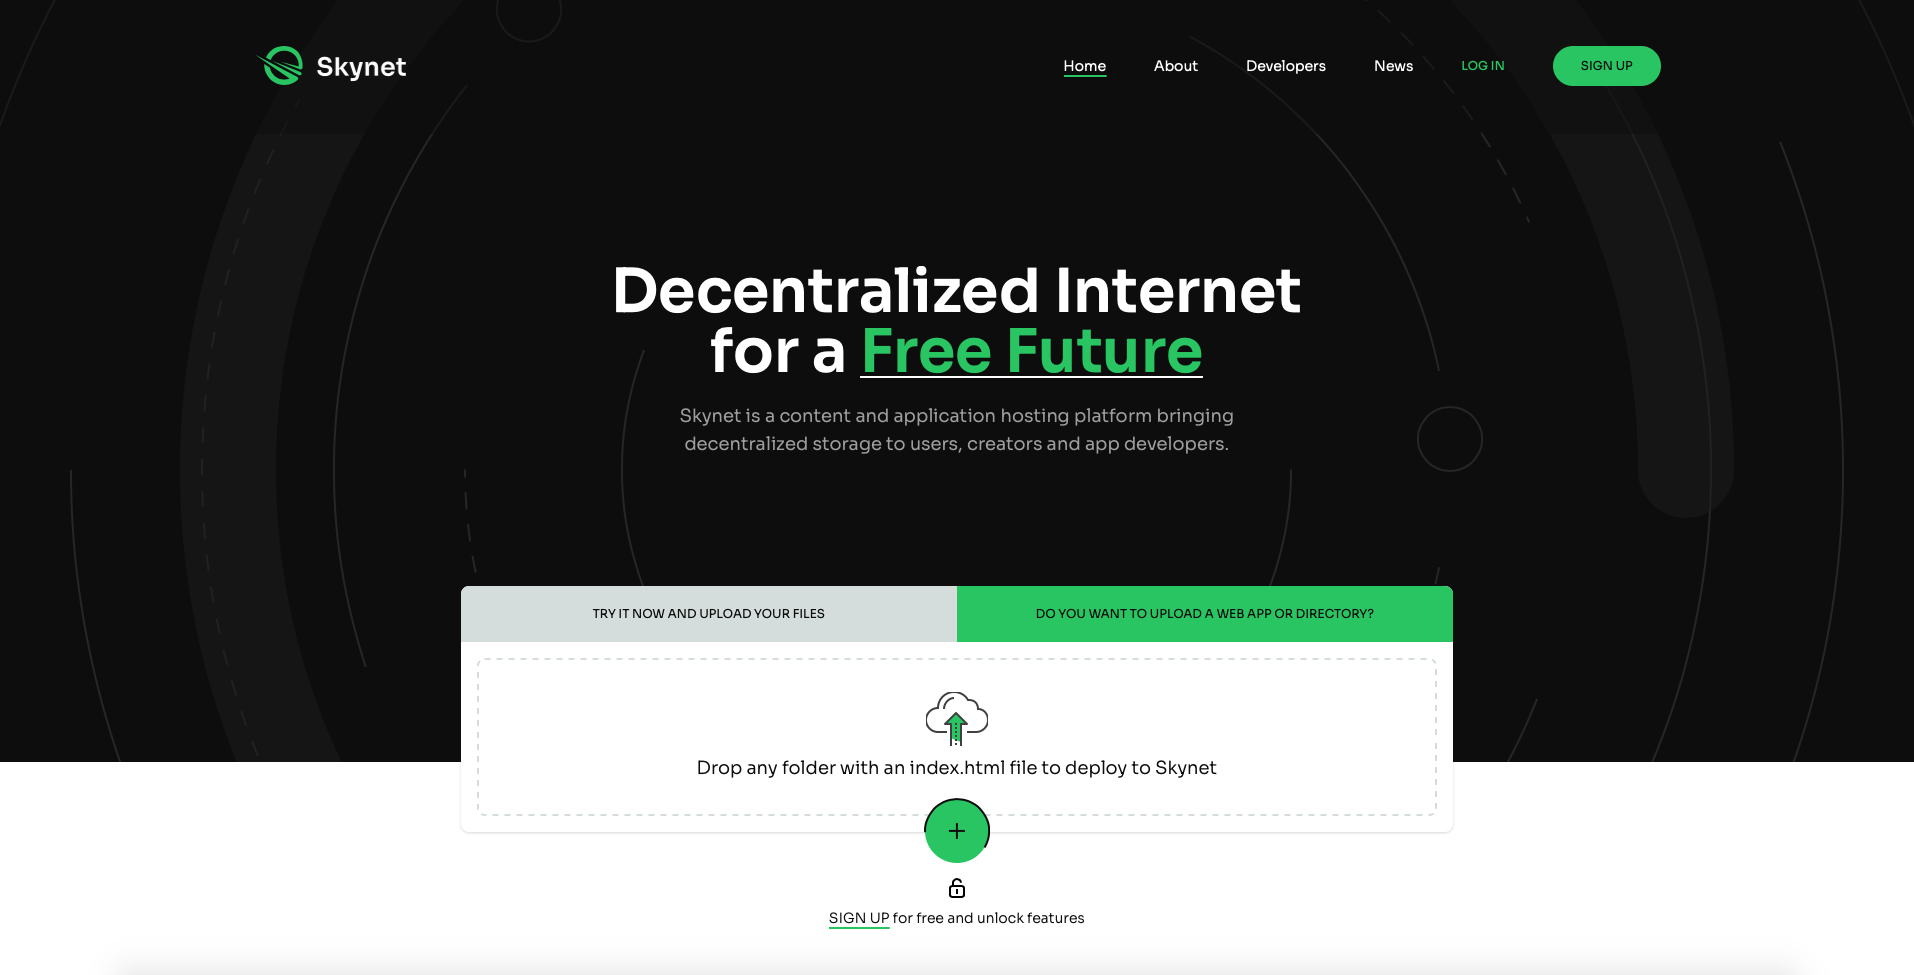 Skynet
Home
About
Developers
News
LOG IN
SIGN UP
Decentralized Internet
for a Free Future
Skynet is a content and application hosting platform bringing
decentralized storage to users, creators and app developers.
TRY IT NOW AND UPLOAD YOUR FILES
DO YOU WANT TO UPLOAD A WEB APP OR DIRECTORY?
Drop any folder with an index.html file to deploy to Skynet
SIGN UP for free and unlock features